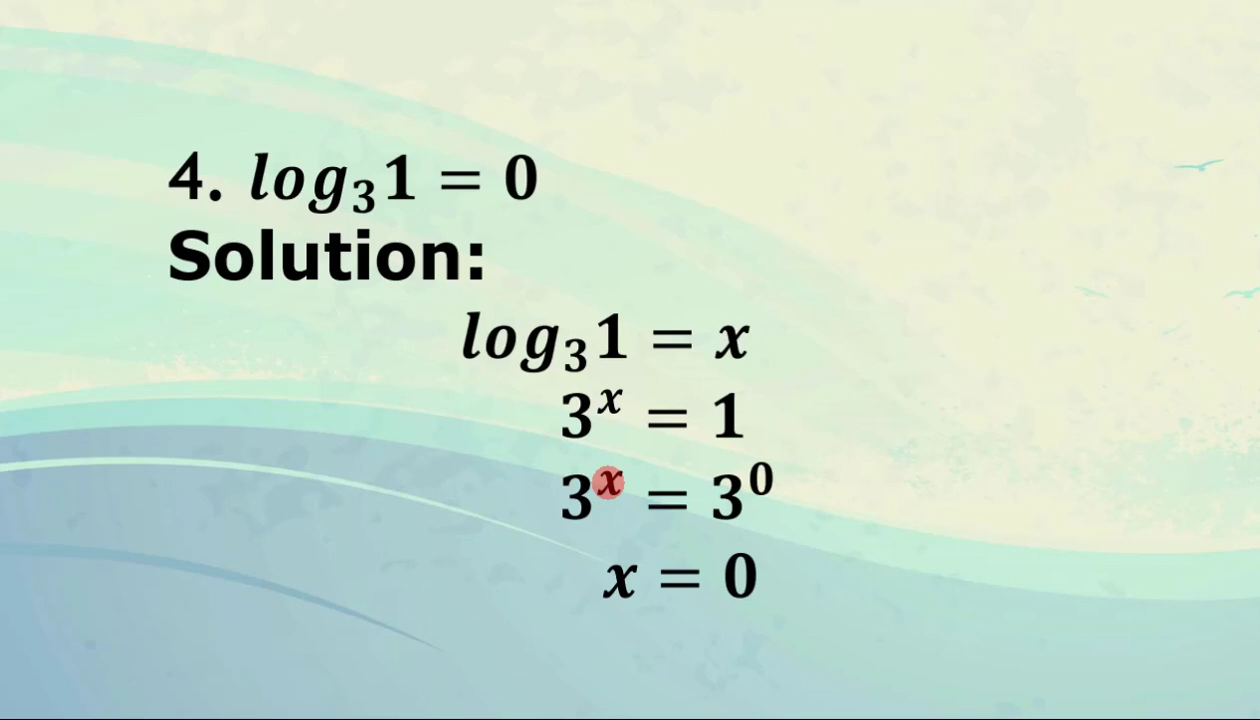 4. log₃1 = 0
Solution:
log₃1 = x
3ˣ = 1
3ˣ = 3⁰
x = 0